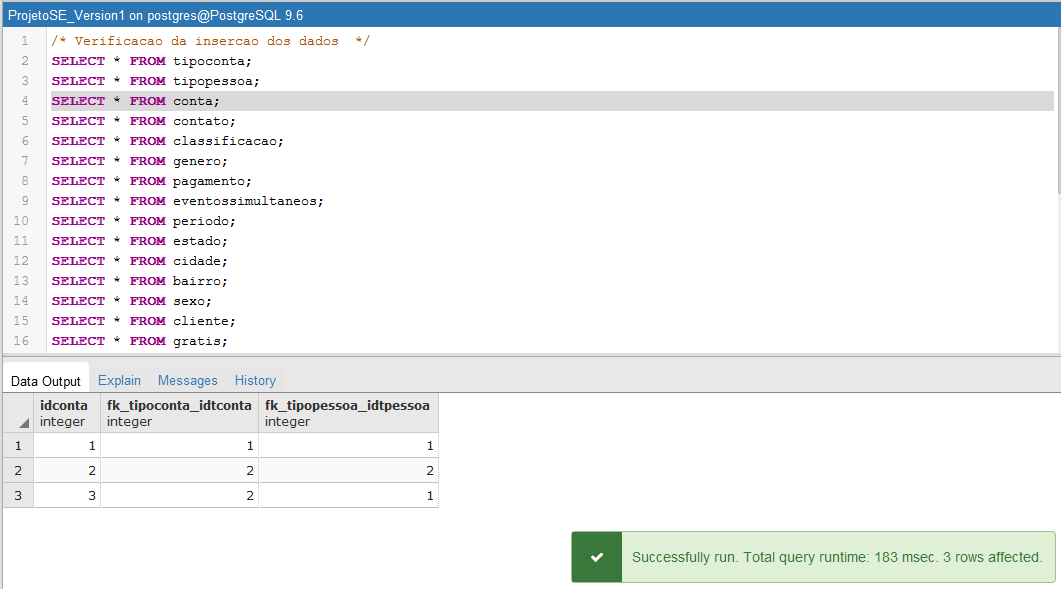 ProjetoSE_Version1 on postgres@PostgreSQL 9.6
1 /* Verificacao da insercao dos dados  */
2 SELECT * FROM tipoconta;
3 SELECT * FROM tipopessoa;
4 SELECT * FROM conta;
5 SELECT * FROM contato;
6 SELECT * FROM classificacao;
7 SELECT * FROM genero;
8 SELECT * FROM pagamento;
9 SELECT * FROM eventossimultaneos;
10 SELECT * FROM periodo;
11 SELECT * FROM estado;
12 SELECT * FROM cidade;
13 SELECT * FROM bairro;
14 SELECT * FROM sexo;
15 SELECT * FROM cliente;
16 SELECT * FROM gratis;
Data Output Explain Messages History
idconta fk_tipoconta_idtconta fk_tipopessoa_idtpessoa
integer integer integer
1 1 1 1
2 2 2 2
3 3 2 1
Successfully run. Total query runtime: 183 msec. 3 rows affected.